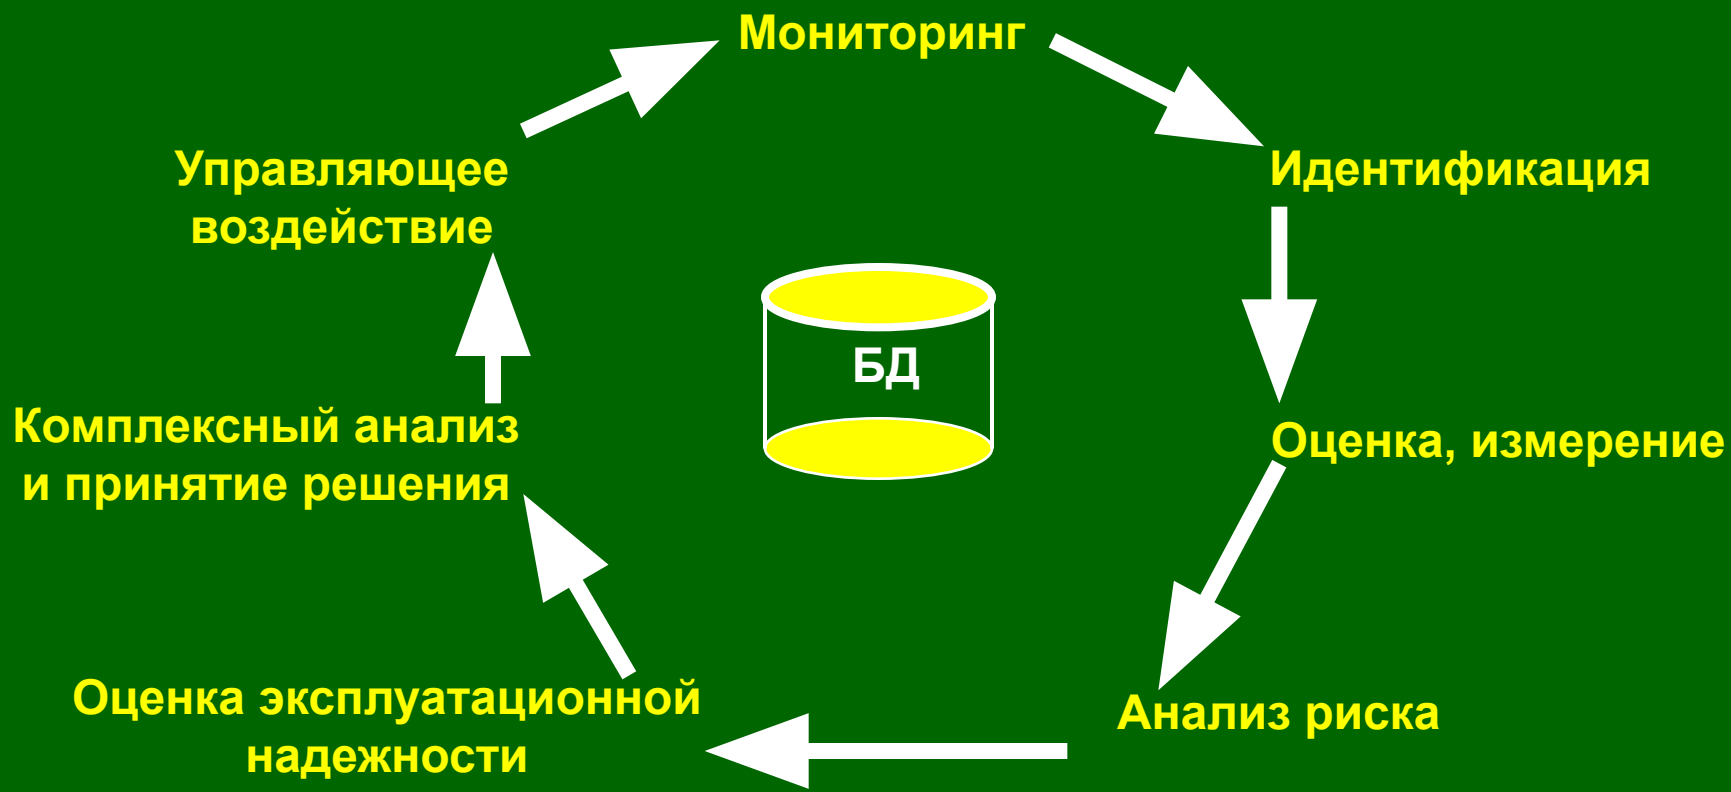 Мониторинг
Идентификация
Оценка, измерение
Анализ риска
Оценка эксплуатационной
надежности
Комплексный анализ
и принятие решения
Управляющее
воздействие
БД